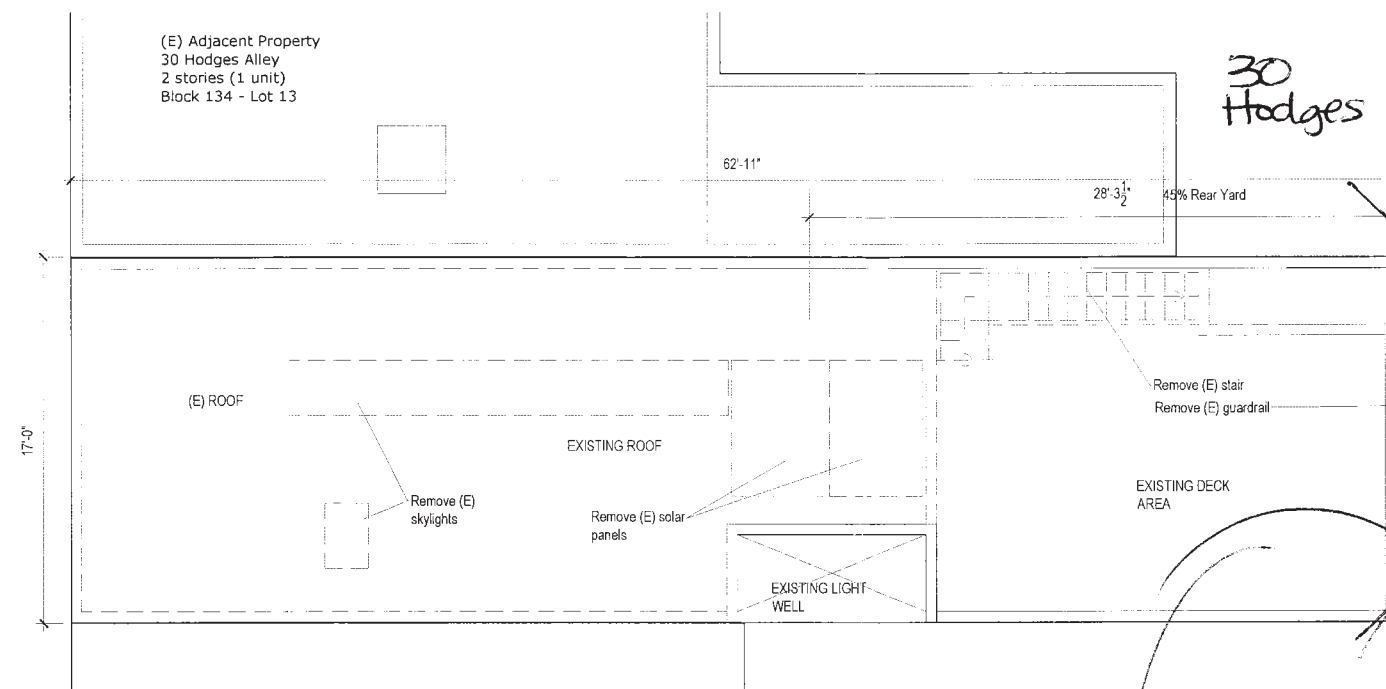 (E) Adjacent Property
30 Hodges Alley
2 stories (1 unit)
Block 134 - Lot 13
30
Hodges
62'-11"
28'-3 1/2" 45% Rear Yard
17'-0"
(E) ROOF
EXISTING ROOF
Remove (E)
skylights
Remove (E) solar
panels
EXISTING LIGHT
WELL
Remove (E) stair
Remove (E) guardrail
EXISTING DECK
AREA